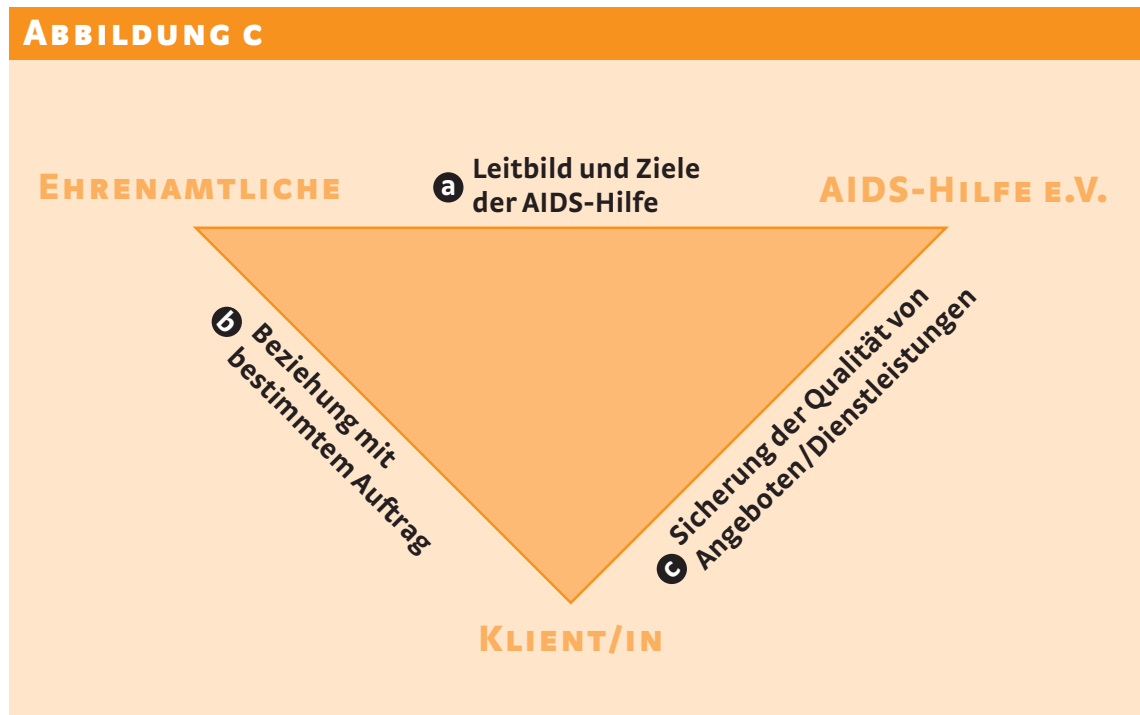 ABBILDUNG C
EHRENAMTLICHE
a Leitbild und Ziele
der AIDS-Hilfe
AIDS-HILFE E.V.
b Beziehung mit
bestimmtem Auftrag
c Sicherung der Qualität von
Angeboten/Dienstleistungen
KLIENT/IN